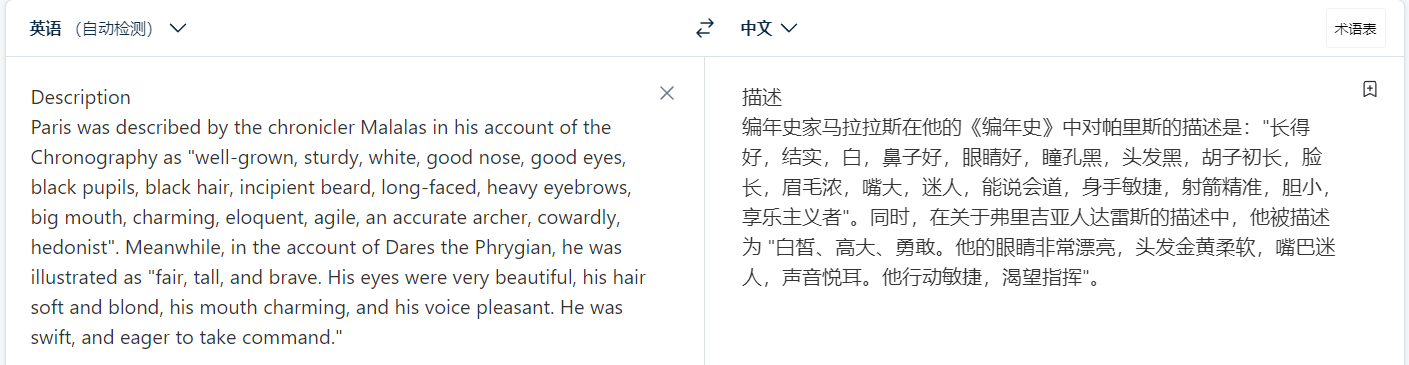 英语 （自动检测）
中文
术语表
Description
Paris was described by the chronicler Malalas in his account of the
Chronography as "well-grown, sturdy, white, good nose, good eyes,
black pupils, black hair, incipient beard, long-faced, heavy eyebrows,
big mouth, charming, eloquent, agile, an accurate archer, cowardly,
hedonist". Meanwhile, in the account of Dares the Phrygian, he was
illustrated as "fair, tall, and brave. His eyes were very beautiful, his hair
soft and blond, his mouth charming, and his voice pleasant. He was
swift, and eager to take command."
描述
编年史家马拉拉斯在他的《编年史》中对帕里斯的描述是："长得
好，结实，白，鼻子好，眼睛好，瞳孔黑，头发黑，胡子初长，脸
长，眉毛浓，嘴大，迷人，能说会道，身手敏捷，射箭精准，胆小，
享乐主义者"。同时，在关于弗里吉亚人达雷斯的描述中，他被描述
为 "白皙、高大、勇敢。他的眼睛非常漂亮，头发金黄柔软，嘴巴迷
人，声音悦耳。他行动敏捷，渴望指挥"。